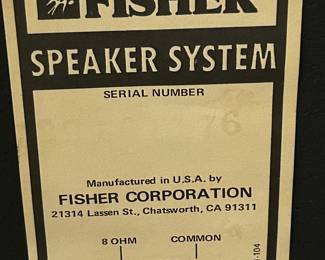 FISHER
SPEAKER SYSTEM
SERIAL NUMBER
76
Manufactured in U.S.A. by
FISHER CORPORATION
21314 Lassen St., Chatsworth, CA 91311
8 OHM COMMON
-104